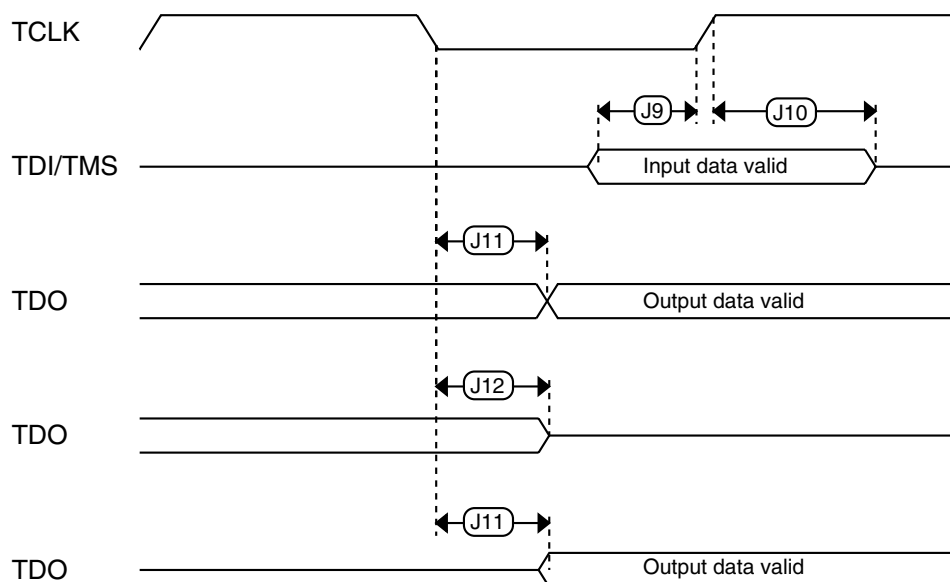 TCLK
J9
J10
TDI/TMS
Input data valid
J11
TDO
Output data valid
J12
TDO
J11
TDO
Output data valid